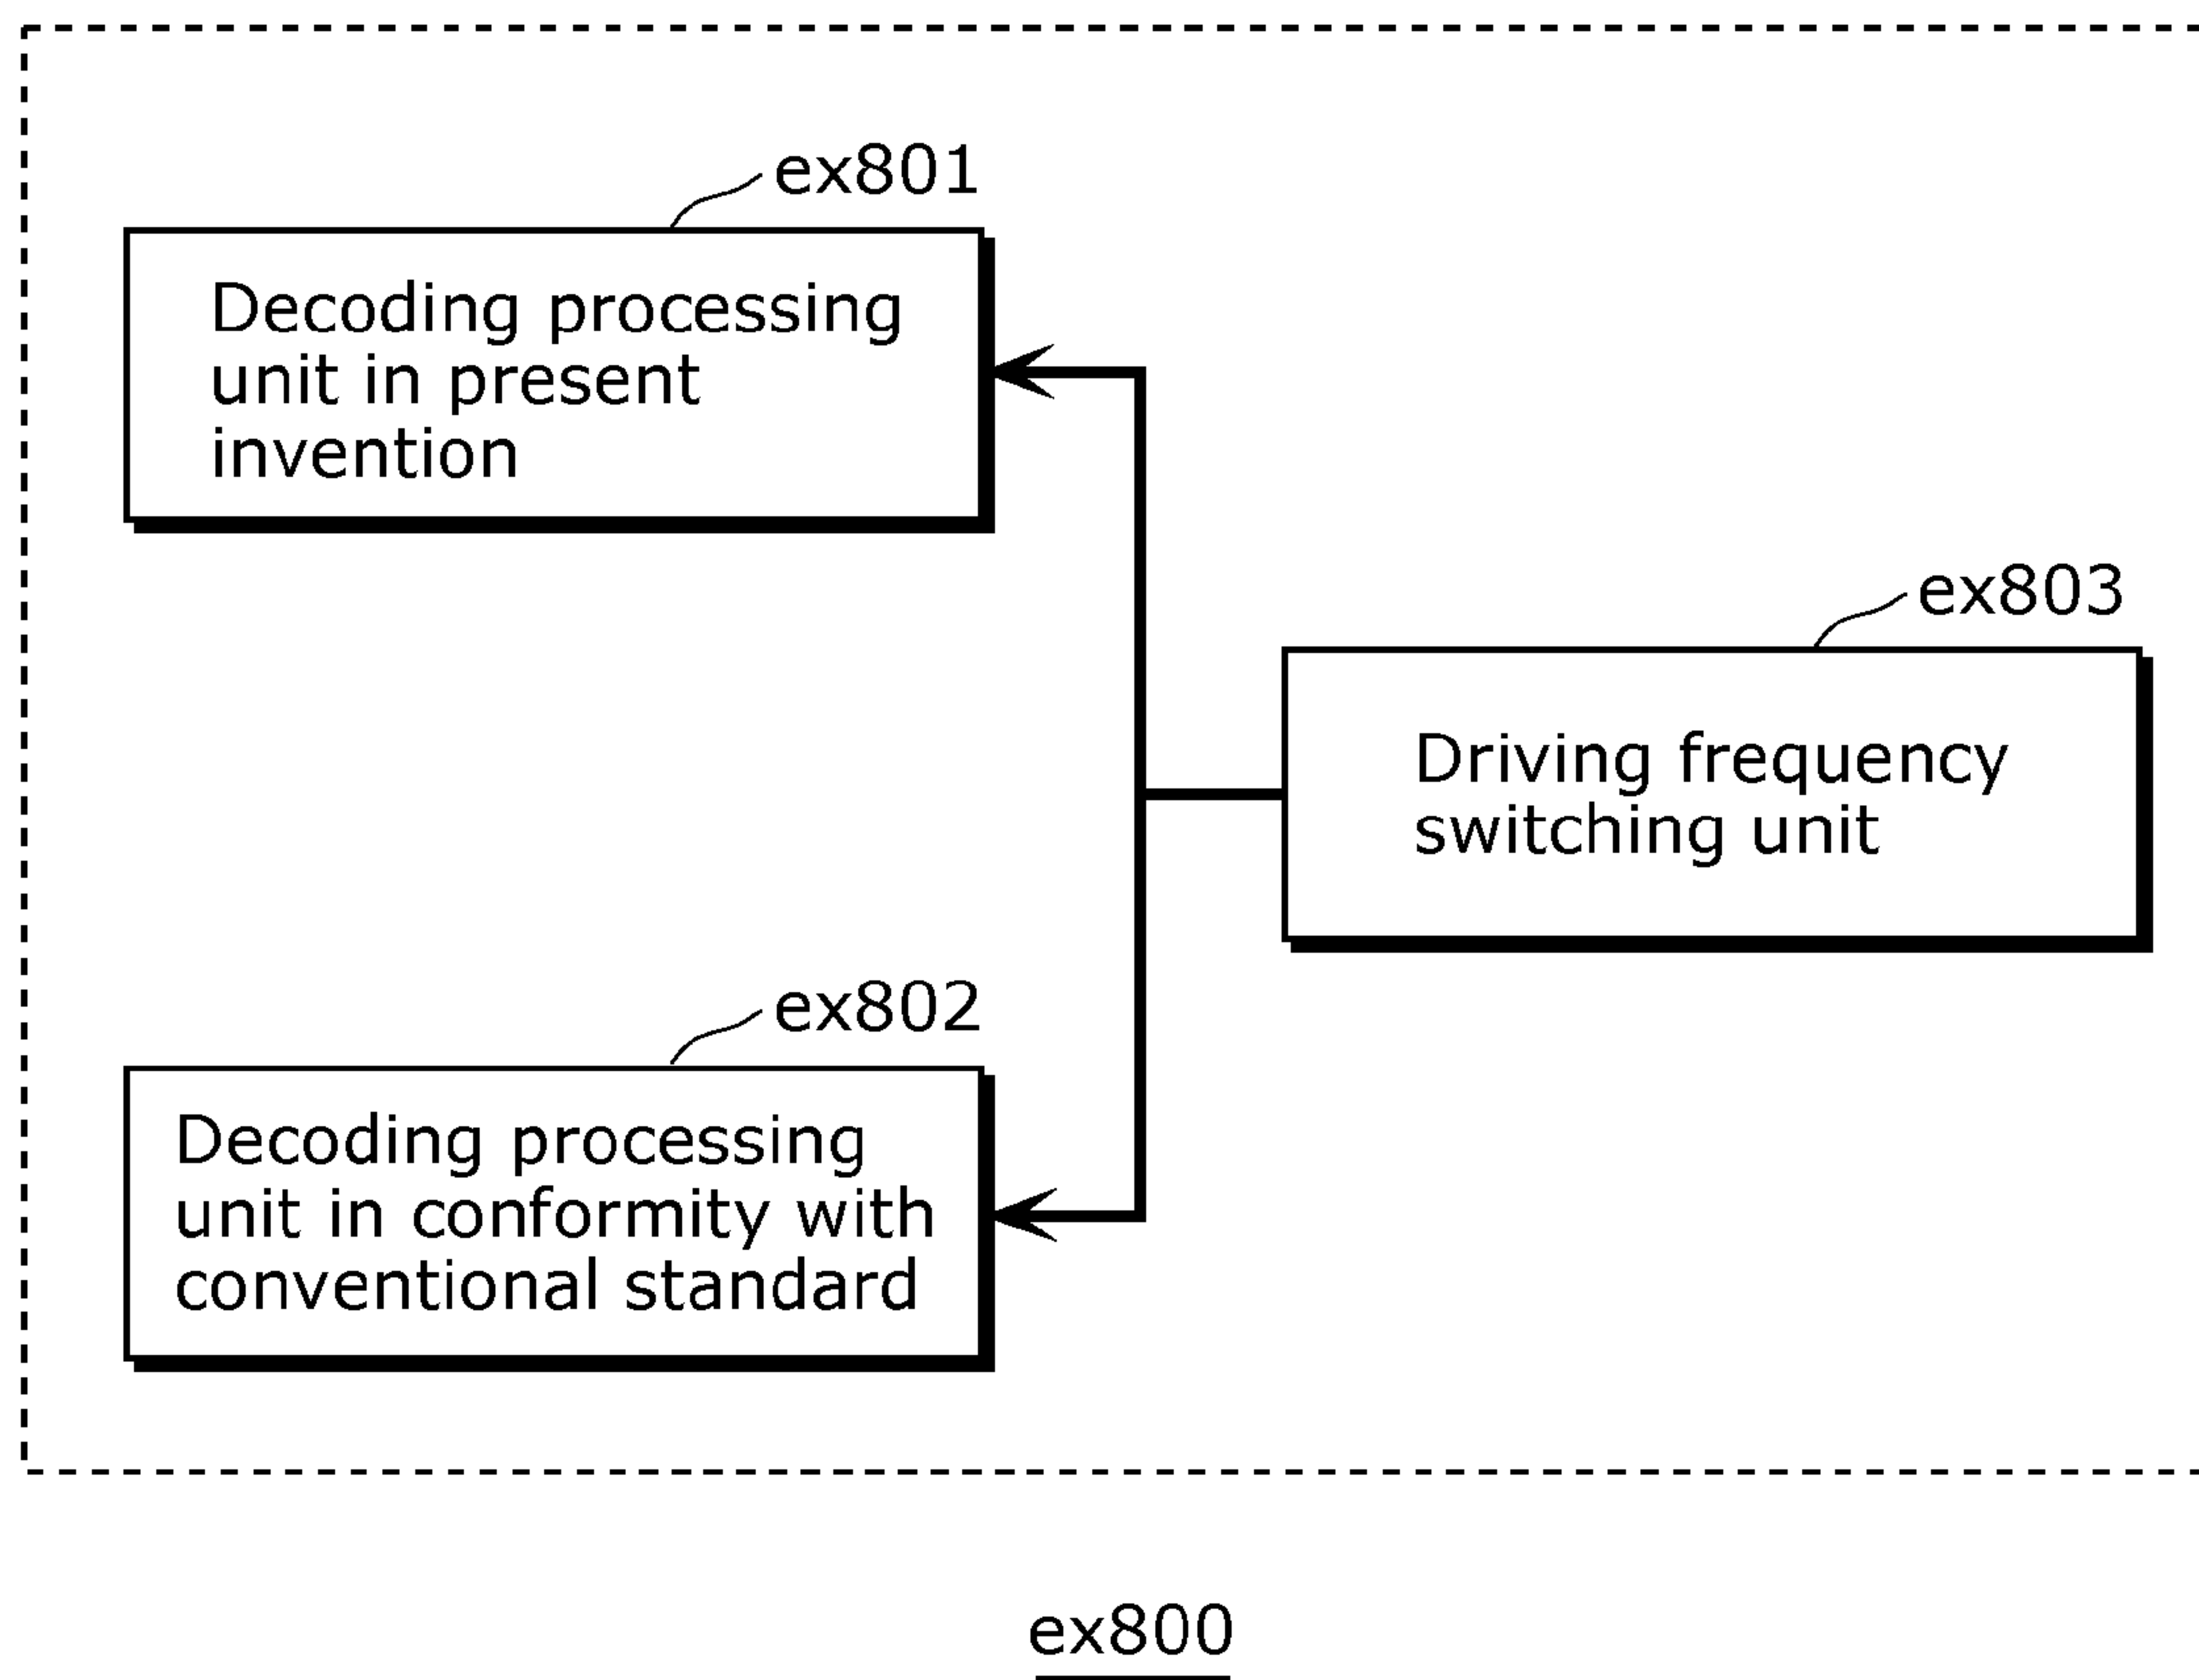 ex801
Decoding processing
unit in present
invention
ex803
Driving frequency
switching unit
ex802
Decoding processing
unit in conformity with
conventional standard
ex800